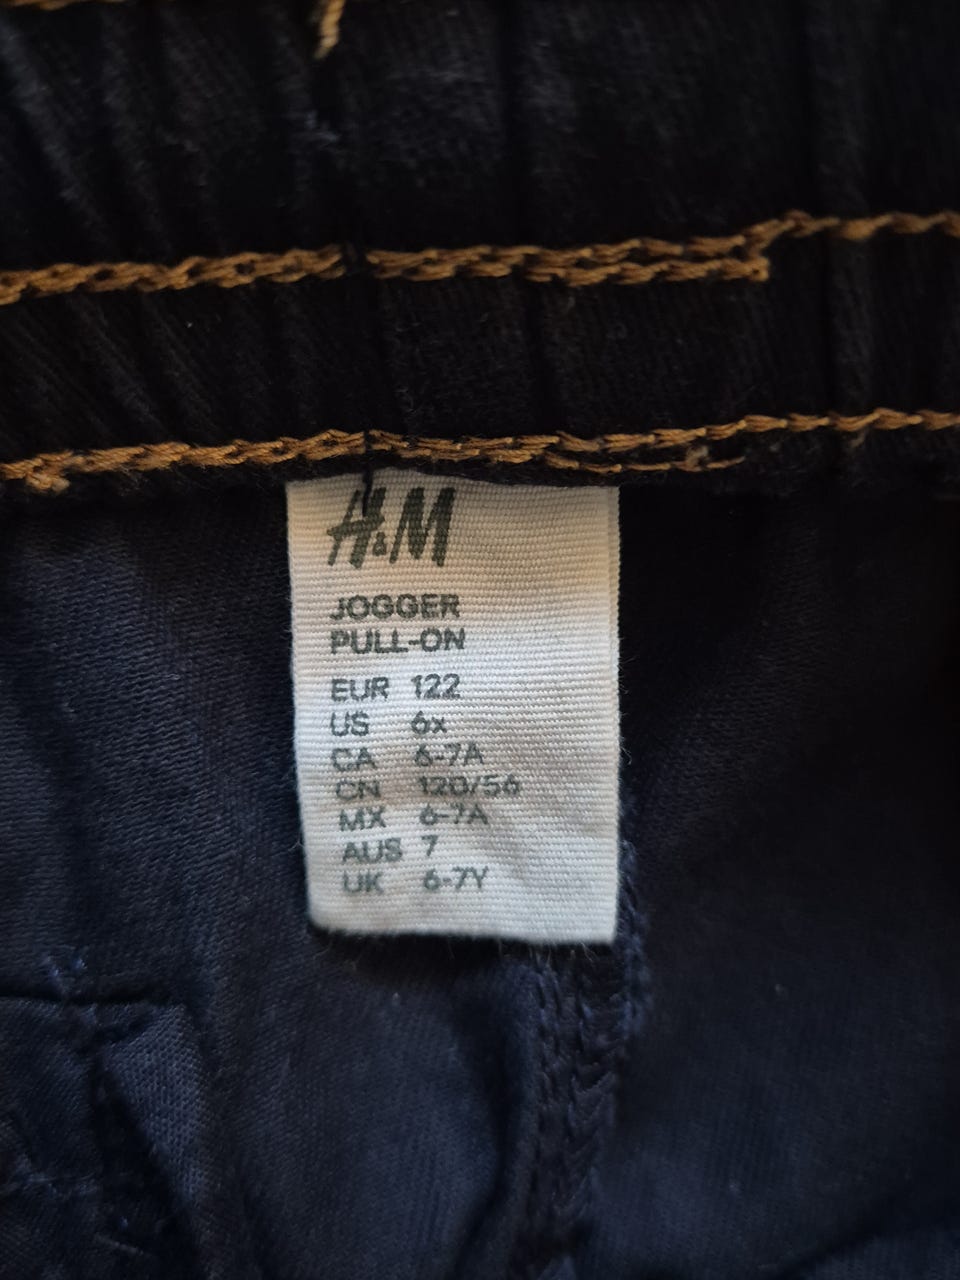 H&M
JOGGER
PULL-ON
EUR 122
US 6x
CA 6-7A
CN 120/56
MX 6-7A
AUS 7
UK 6-7Y